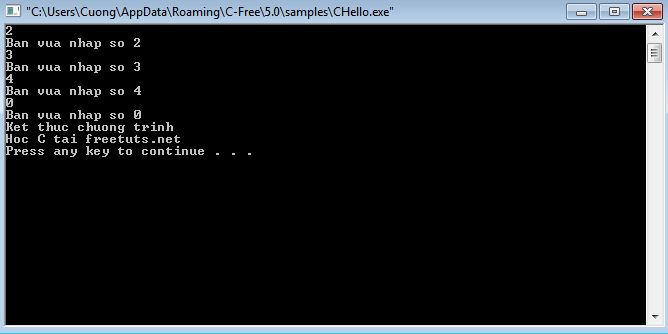 "C:\Users\Cuong\AppData\Roaming\C-Free\5.0\samples\CHello.exe"
2
Ban vua nhap so 2
3
Ban vua nhap so 3
4
Ban vua nhap so 4
0
Ban vua nhap so 0
Ket thuc chuong trinh
Hoc C tai freetuts.net
Press any key to continue . . .